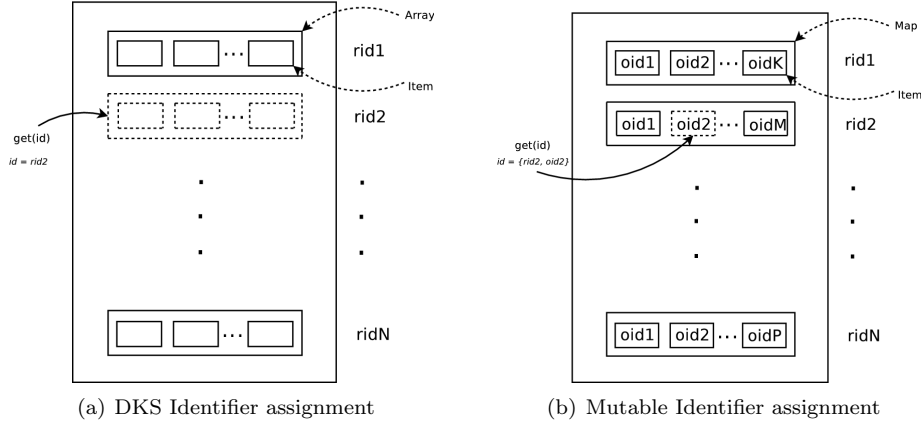 Array
rid1
...
Item
...
rid2
get(id)
id = rid2
...
ridN
(a) DKS Identifier assignment
Map
oid1 oid2 ... oidK
rid1
Item
oid1 oid2 ... oidM
rid2
get(id)
id = {rid2, oid2}
oid1 oid2 ... oidP
ridN
(b) Mutable Identifier assignment